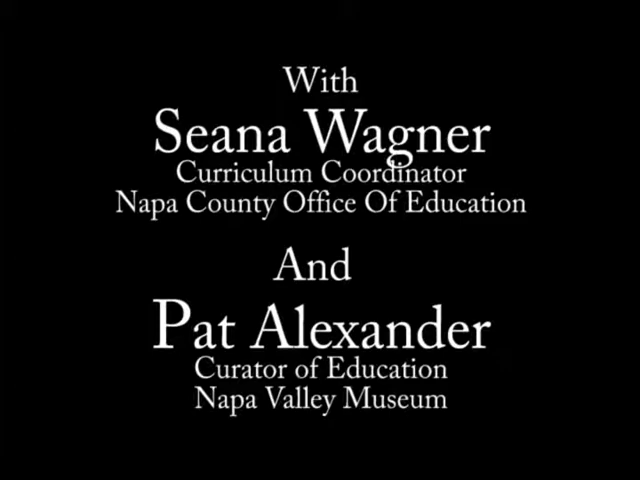 With
Seana Wagner
Curriculum Coordinator
Napa County Office Of Education
And
Pat Alexander
Curator of Education
Napa Valley Museum